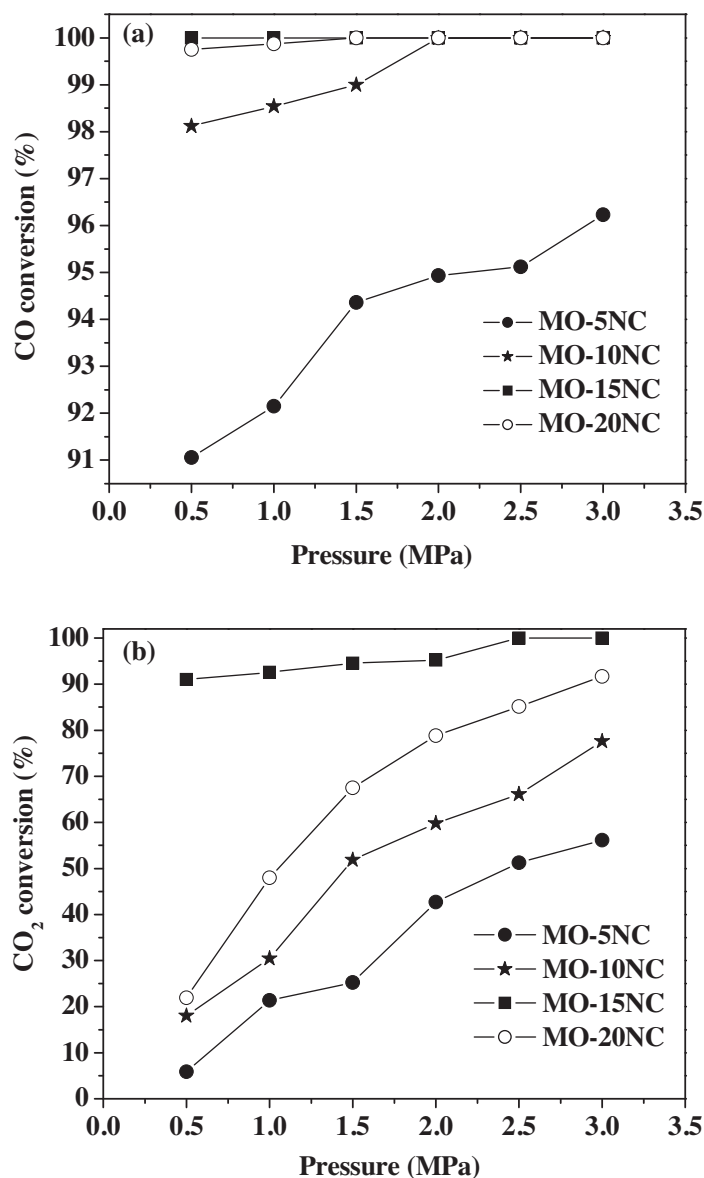 (a)
100
99
98
97
96
95
94
93
92
91
CO conversion (%)
MO-5NC
MO-10NC
MO-15NC
MO-20NC
0.0 0.5 1.0 1.5 2.0 2.5 3.0 3.5
Pressure (MPa)
(b)
100
90
80
70
60
50
40
30
20
10
0
CO₂ conversion (%)
MO-5NC
MO-10NC
MO-15NC
MO-20NC
0.0 0.5 1.0 1.5 2.0 2.5 3.0 3.5
Pressure (MPa)